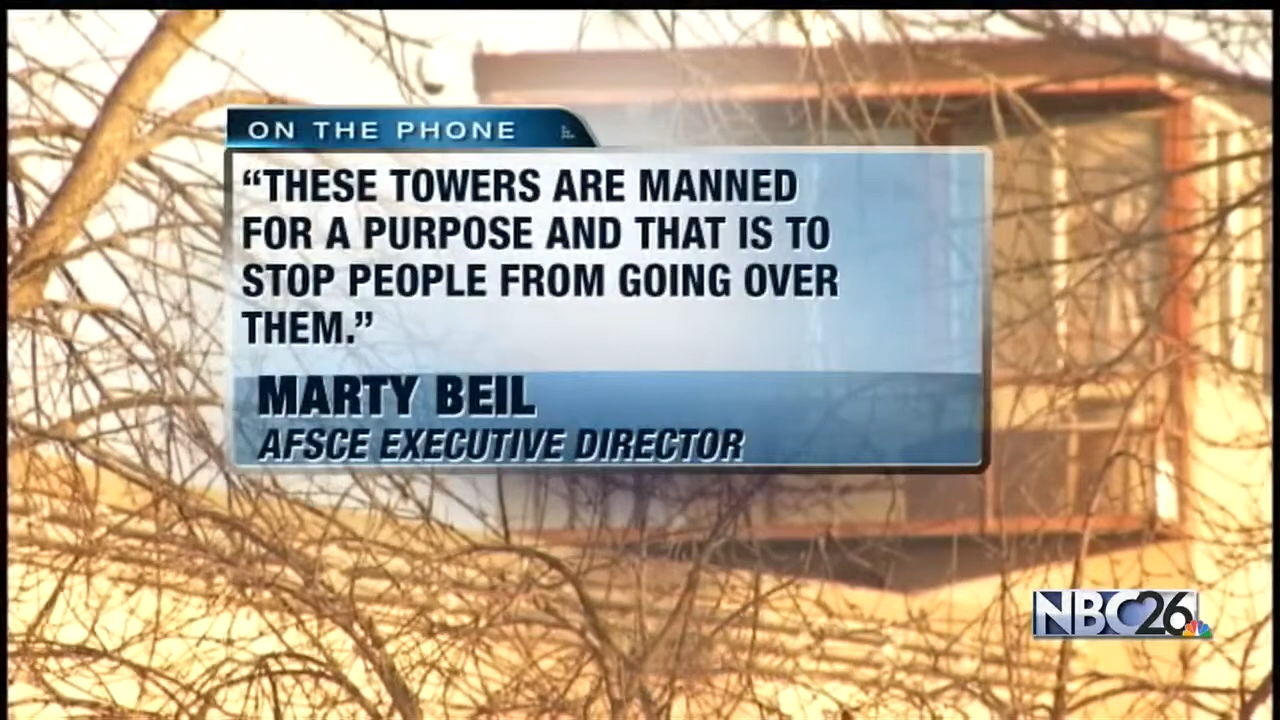 ON THE PHONE
“THESE TOWERS ARE MANNED
FOR A PURPOSE AND THAT IS TO
STOP PEOPLE FROM GOING OVER
THEM.”
MARTY BEIL
AFSCE EXECUTIVE DIRECTOR
NBC26